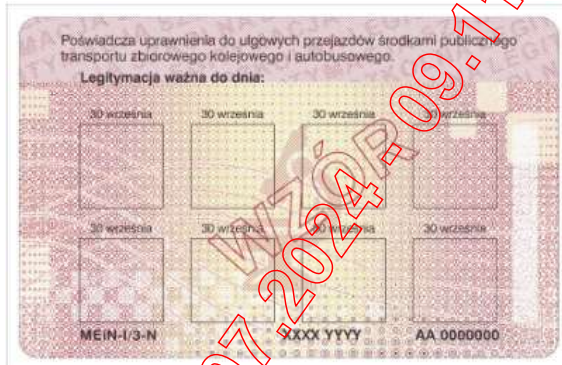 Poświadcza uprawnienia do ulgowych przejazdów środkami publicznego
transportu zbiorowego kolejowego i autobusowego.
Legitymacja ważna do dnia:
30 września 30 września 30 września 30 września
WZÓR
30 września 30 września 30 września 30 września
MEiN-I/3-N XXXX YYYY AA 0000000
07.2024 - 09.11